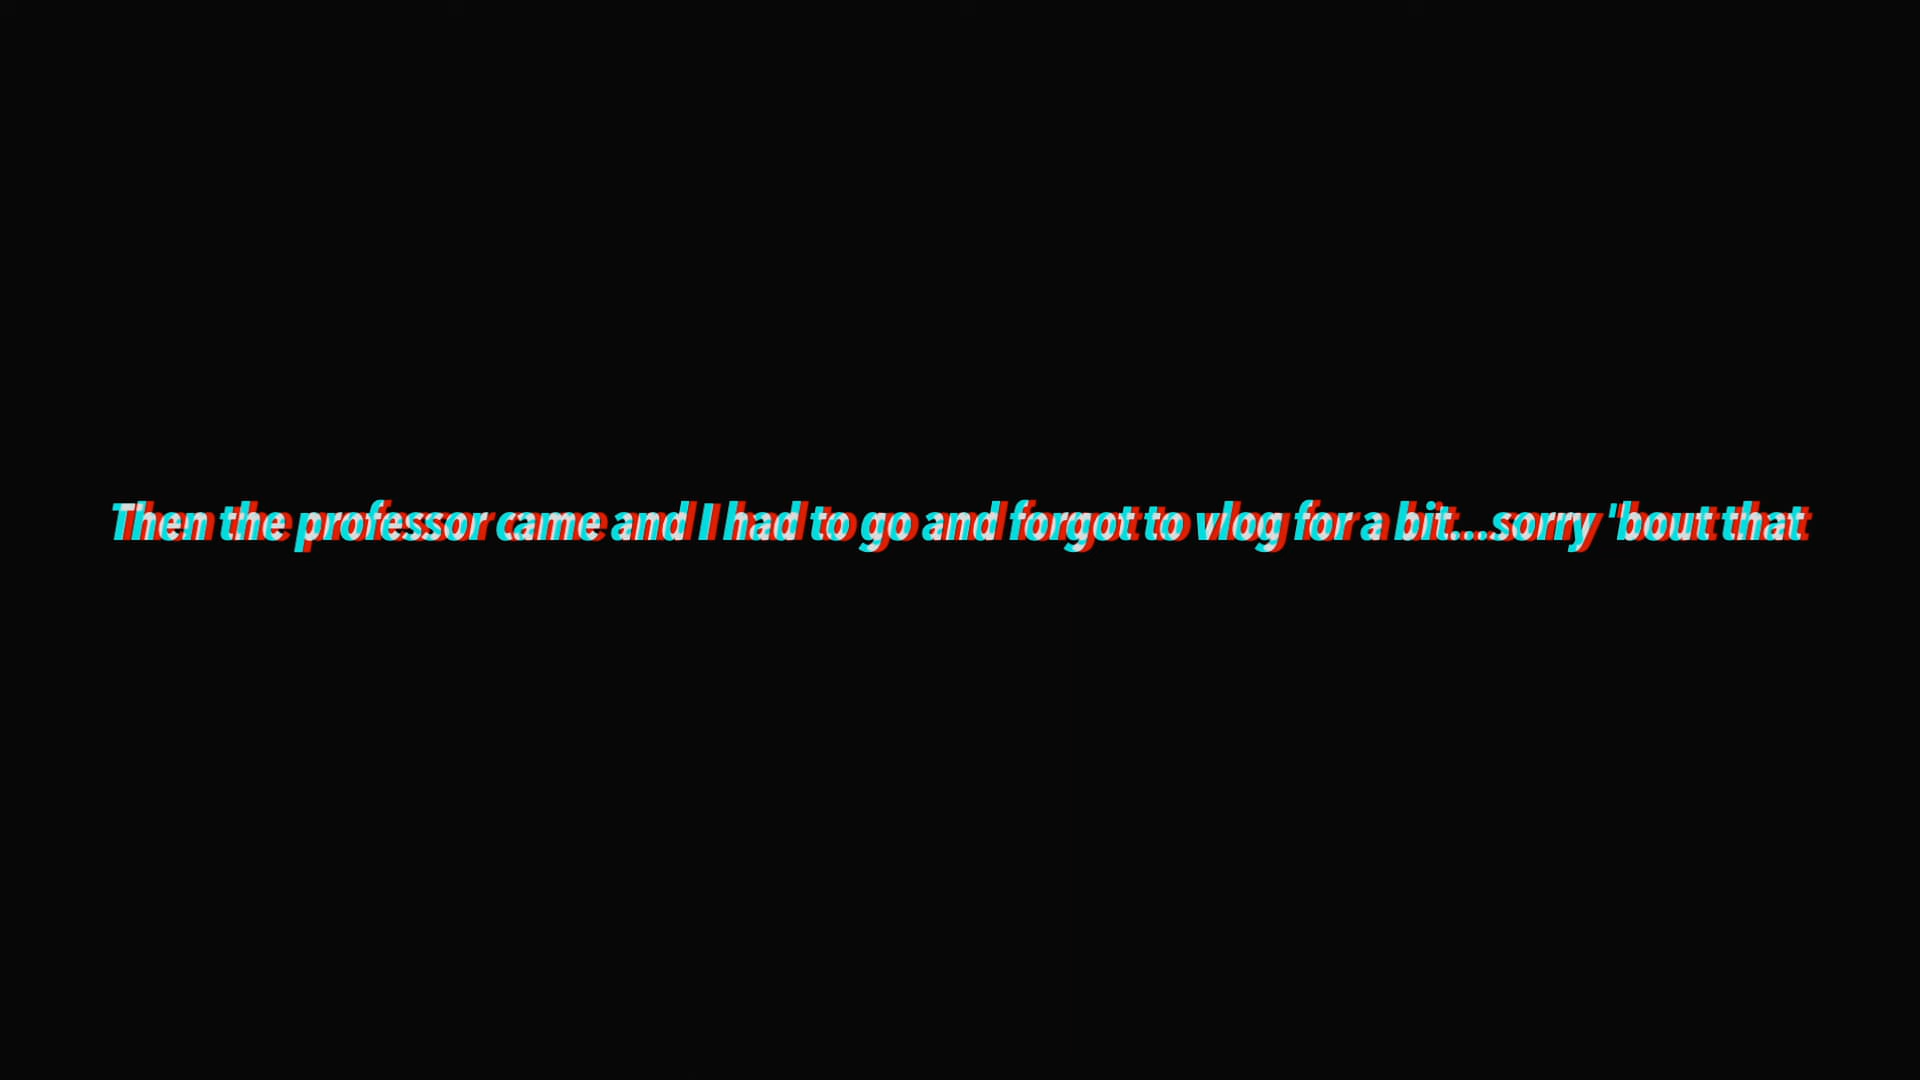 Then the professor came and I had to go and forgot to vlog for a bit....sorry 'bout that